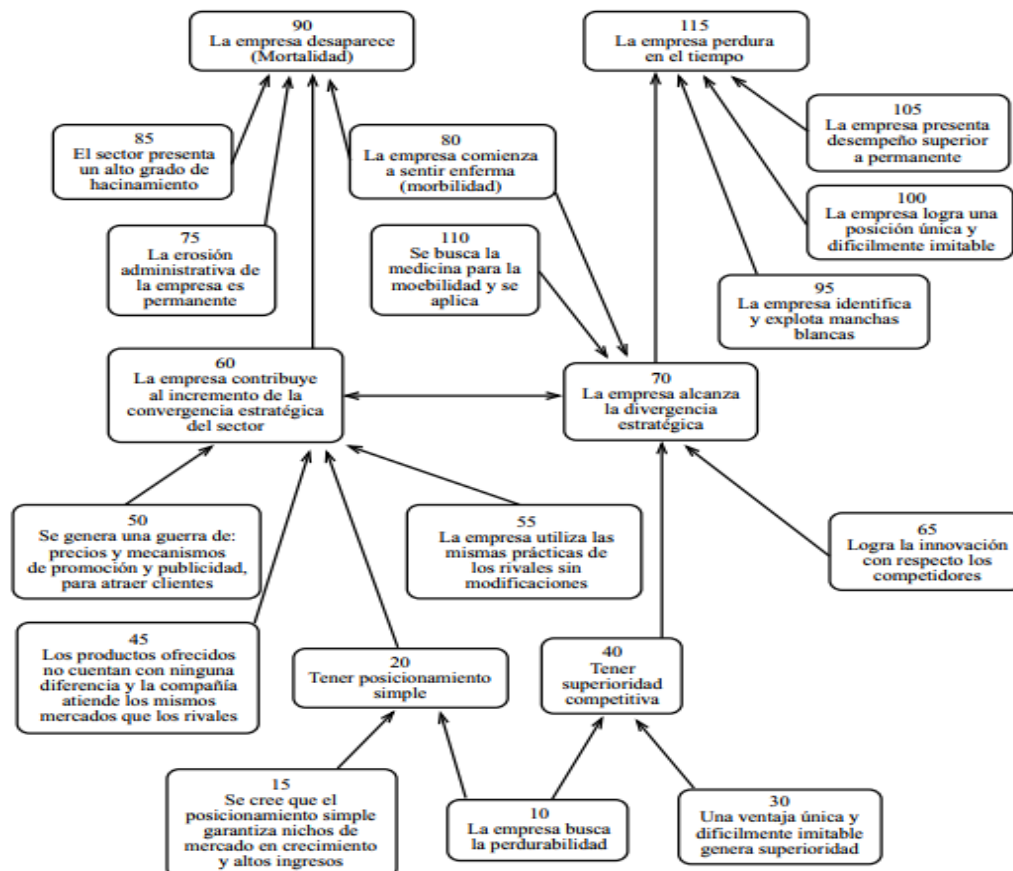 90
La empresa desaparece
(Mortalidad)
115
La empresa perdura
en el tiempo
85
El sector presenta
un alto grado de
hacinamiento
80
La empresa comienza
a sentir enferma
(morbilidad)
105
La empresa presenta
desempeño superior
a permanente
75
La erosión
administrativa de
la empresa es
permanente
110
Se busca la
medicina para la
moebilidad y se
aplica
100
La empresa logra una
posición única y
dificilmente imitable
95
La empresa identifica
y explota manchas
blancas
60
La empresa contribuye
al incremento de la
convergencia estratégica
del sector
70
La empresa alcanza
la divergencia
estratégica
50
Se genera una guerra de:
precios y mecanismos
de promoción y publicidad,
para atraer clientes
55
La empresa utiliza las
mismas prácticas de
los rivales sin
modificaciones
65
Logra la innovación
con respecto los
competidores
45
Los productos ofrecidos
no cuentan con ninguna
diferencia y la compañía
atiende los mismos
mercados que los rivales
20
Tener posicionamiento
simple
40
Tener
superioridad
competitiva
15
Se cree que el
posicionamiento simple
garantiza nichos de
mercado en crecimiento
y altos ingresos
10
La empresa busca
la perdurabilidad
30
Una ventaja única y
dificilmente imitable
genera superioridad